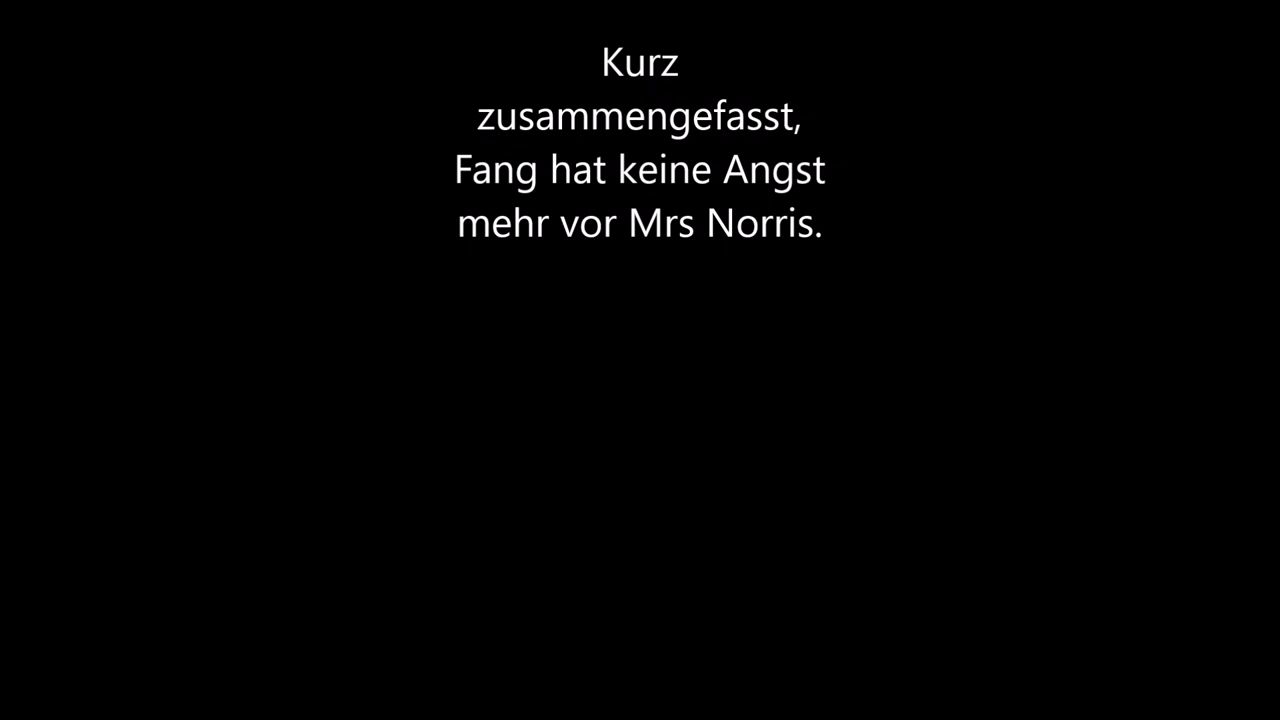 Kurz
zusammengefasst,
Fang hat keine Angst
mehr vor Mrs Norris.